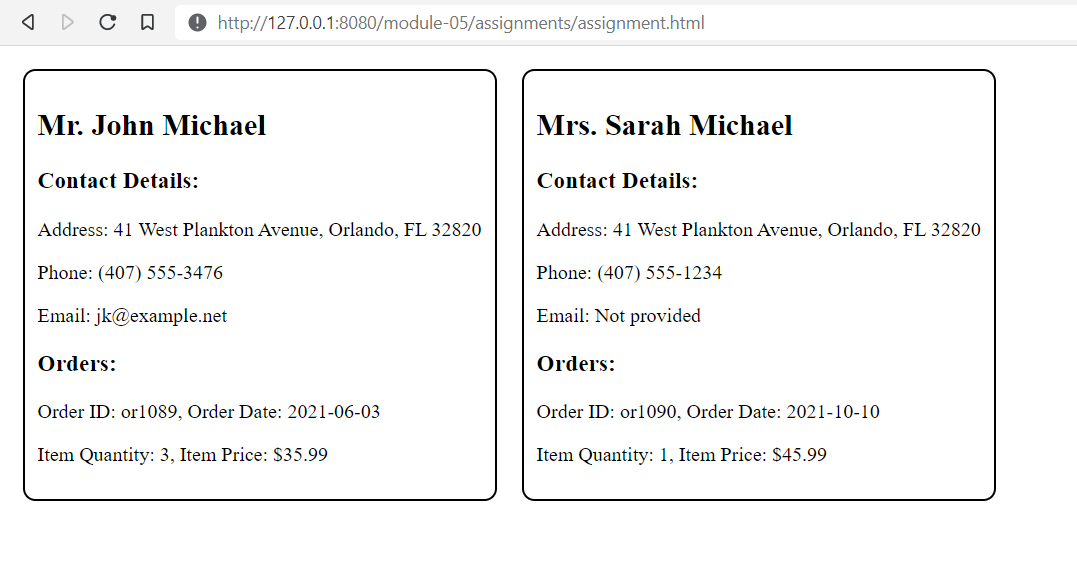 http://127.0.0.1:8080/module-05/assignments/assignment.html
Mr. John Michael
Contact Details:
Address: 41 West Plankton Avenue, Orlando, FL 32820
Phone: (407) 555-3476
Email: jk@example.net
Orders:
Order ID: or1089, Order Date: 2021-06-03
Item Quantity: 3, Item Price: $35.99
Mrs. Sarah Michael
Contact Details:
Address: 41 West Plankton Avenue, Orlando, FL 32820
Phone: (407) 555-1234
Email: Not provided
Orders:
Order ID: or1090, Order Date: 2021-10-10
Item Quantity: 1, Item Price: $45.99